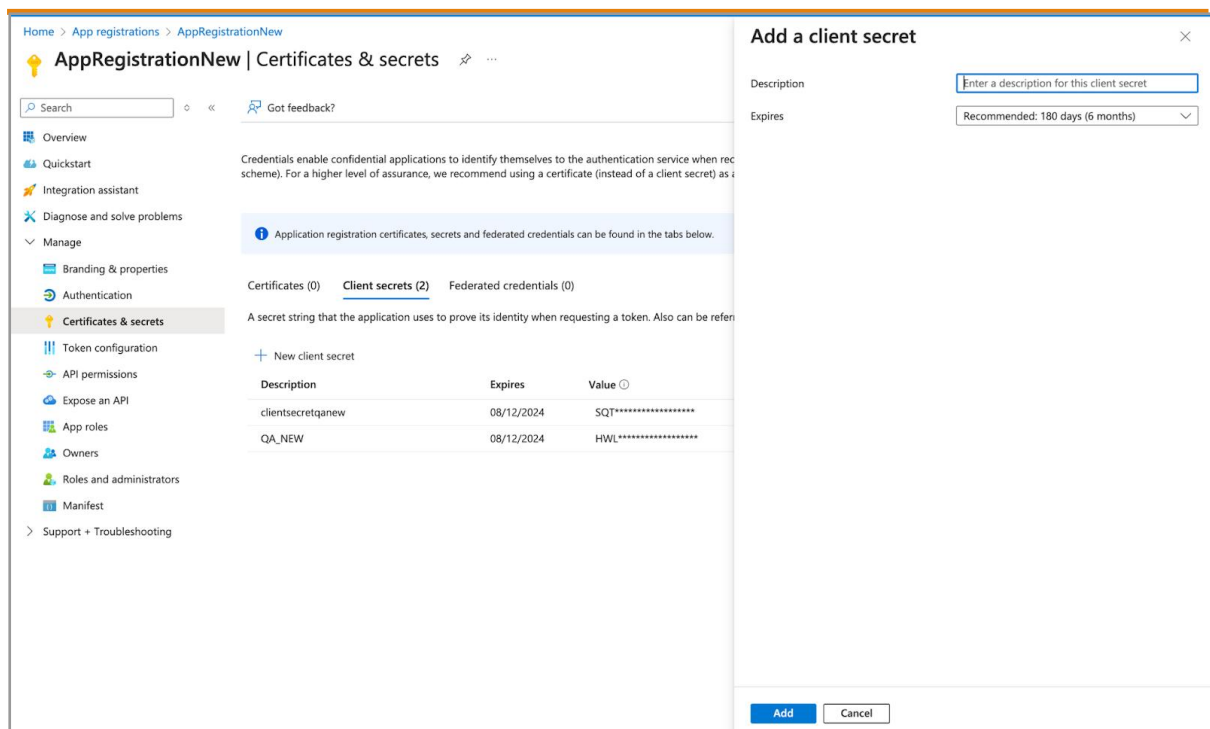 Home > App registrations > AppRegistrationNew
AppRegistrationNew | Certificates & secrets
Search
Got feedback?
Overview
Quickstart
Integration assistant
Diagnose and solve problems
Manage
Branding & properties
Authentication
Certificates & secrets
Token configuration
API permissions
Expose an API
App roles
Owners
Roles and administrators
Manifest
Support + Troubleshooting
Credentials enable confidential applications to identify themselves to the authentication service when rec
scheme). For a higher level of assurance, we recommend using a certificate (instead of a client secret) as a
Application registration certificates, secrets and federated credentials can be found in the tabs below.
Certificates (0) Client secrets (2) Federated credentials (0)
A secret string that the application uses to prove its identity when requesting a token. Also can be refer
New client secret
Description Expires Value
clientsecretqanew 08/12/2024 SQT******************
QA_NEW 08/12/2024 HWL******************
Add a client secret
Description Enter a description for this client secret
Expires Recommended: 180 days (6 months)
Add Cancel